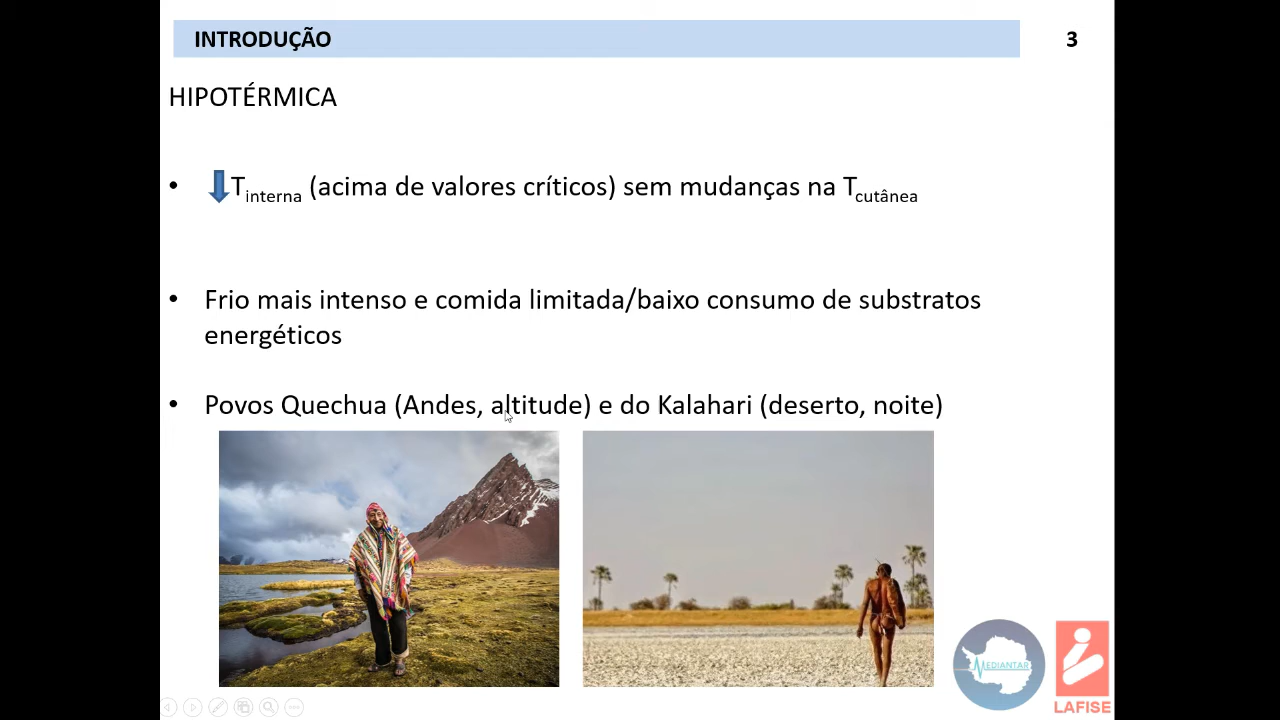 INTRODUÇÃO
3
HIPOTÉRMICA
• Tinterna (acima de valores críticos) sem mudanças na Tcutânea
• Frio mais intenso e comida limitada/baixo consumo de substratos
energéticos
• Povos Quechua (Andes, altitude) e do Kalahari (deserto, noite)
MEDIANTAR
LAFISE